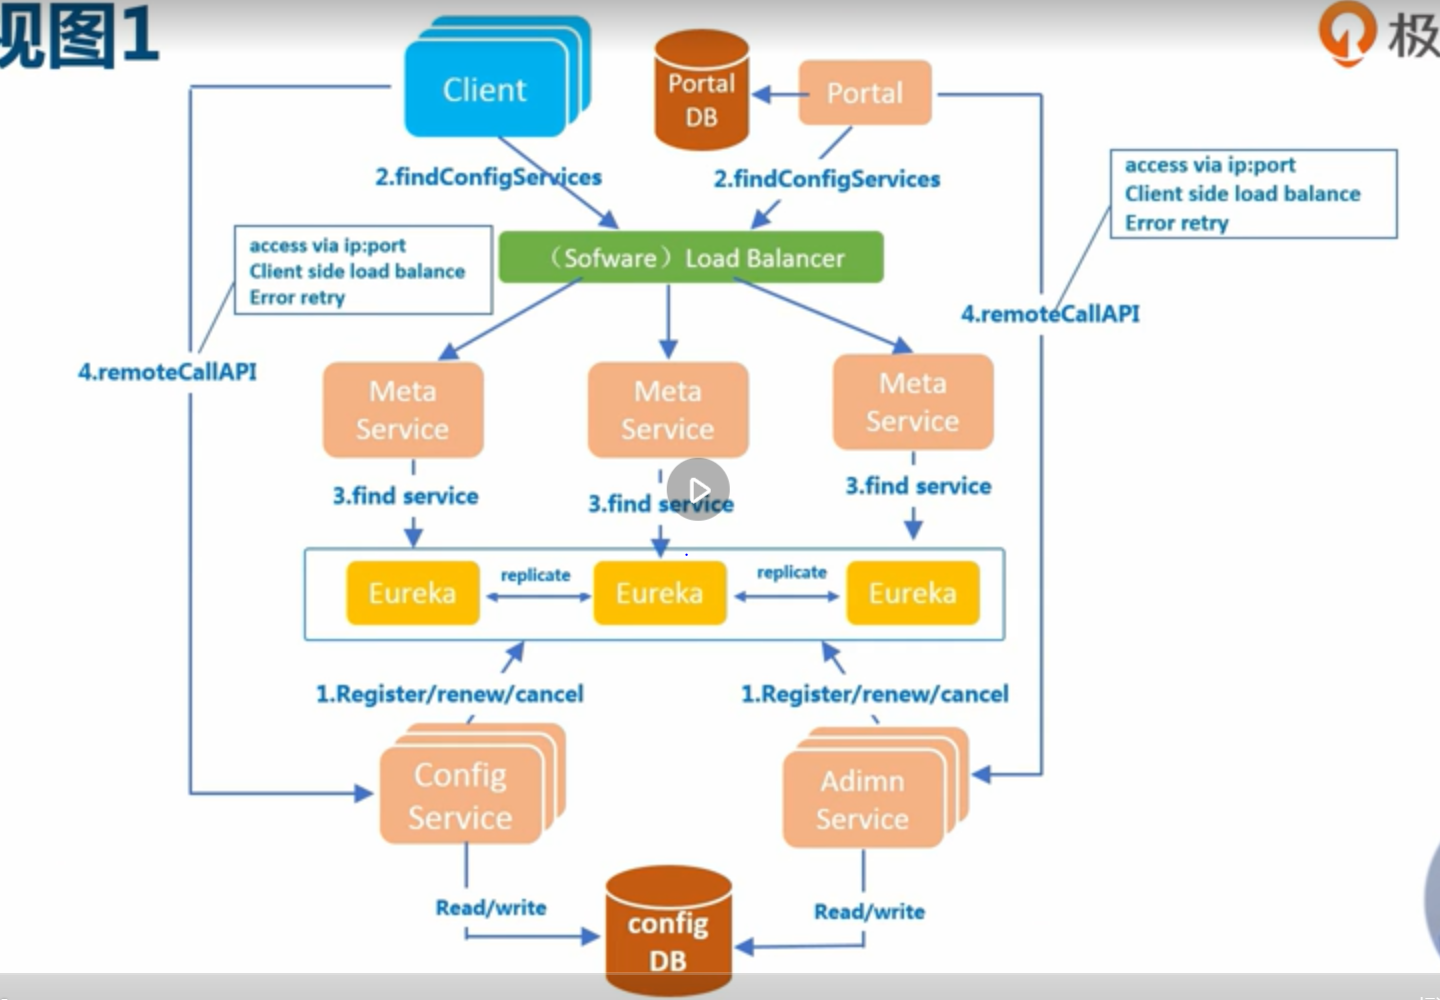 视图1
极
Client
Portal
DB
Portal
2.findConfigServices
2.findConfigServices
access via ip:port
Client side load balance
Error retry
access via ip:port
Client side load balance
Error retry
（Sofware）Load Balancer
4.remoteCallAPI
4.remoteCallAPI
Meta
Service
Meta
Service
Meta
Service
3.find service
3.find service
3.find service
Eureka
replicate
Eureka
replicate
Eureka
1.Register/renew/cancel
1.Register/renew/cancel
Config
Service
Adimn
Service
Read/write
Read/write
config
DB